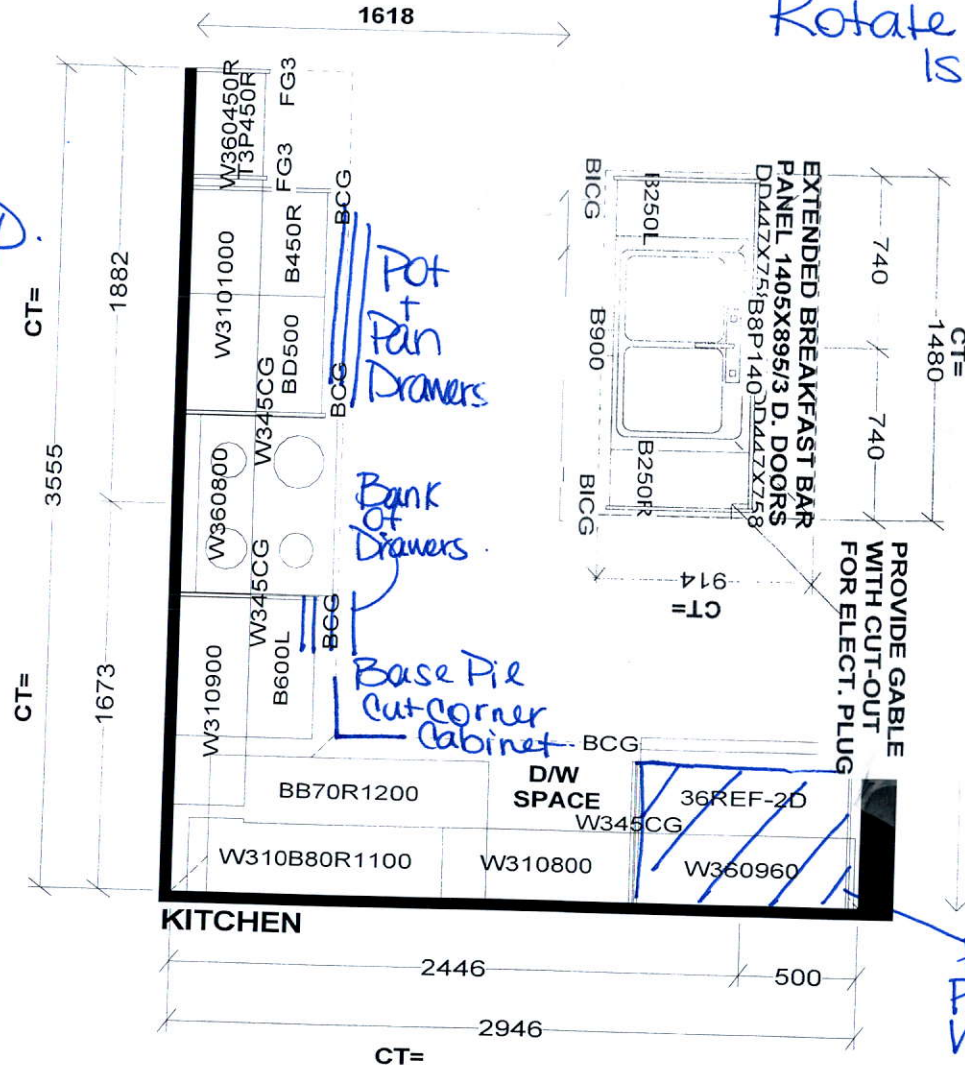 1618
Rotate
Is
D.
CT=
3555
1882
W360450R
T3P450R
FG3
FG3
BCG
W3101000
B450R
BD500
BCG
W345CG
Pot
+
Pan
Drawers
W360800
W345CG
Bank
of
Drawers
BCG
CT=
1673
W310900
B600L
Base Pie
Cut Corner
Cabinet
BCG
BB70R1200
D/W
SPACE
36REF-2D
W345CG
W310B80R1100
W310800
W360960
KITCHEN
2446
500
2946
CT=
EXTENDED BREAKFAST BAR
PANEL 1405X895/3 D. DOORS
B8P140
DD447X758
BICG
B250L
B900
B250R
BICG
740
740
CT=
1480
914
CT=
PROVIDE GABLE
WITH CUT-OUT
FOR ELECT. PLUG